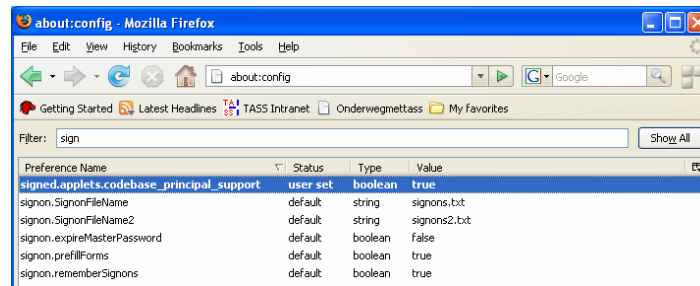 about:config - Mozilla Firefox
File Edit View History Bookmarks Tools Help
about:config G Google
Getting Started Latest Headlines TASS TASS Intranet Onderwegmettass My favorites
Filter: sign Show All
Preference Name Status Type Value
signed.applets.codebase_principal_support user set boolean true
signon.SignonFileName default string signons.txt
signon.SignonFileName2 default string signons2.txt
signon.expireMasterPassword default boolean false
signon.prefillForms default boolean true
signon.rememberSignons default boolean true